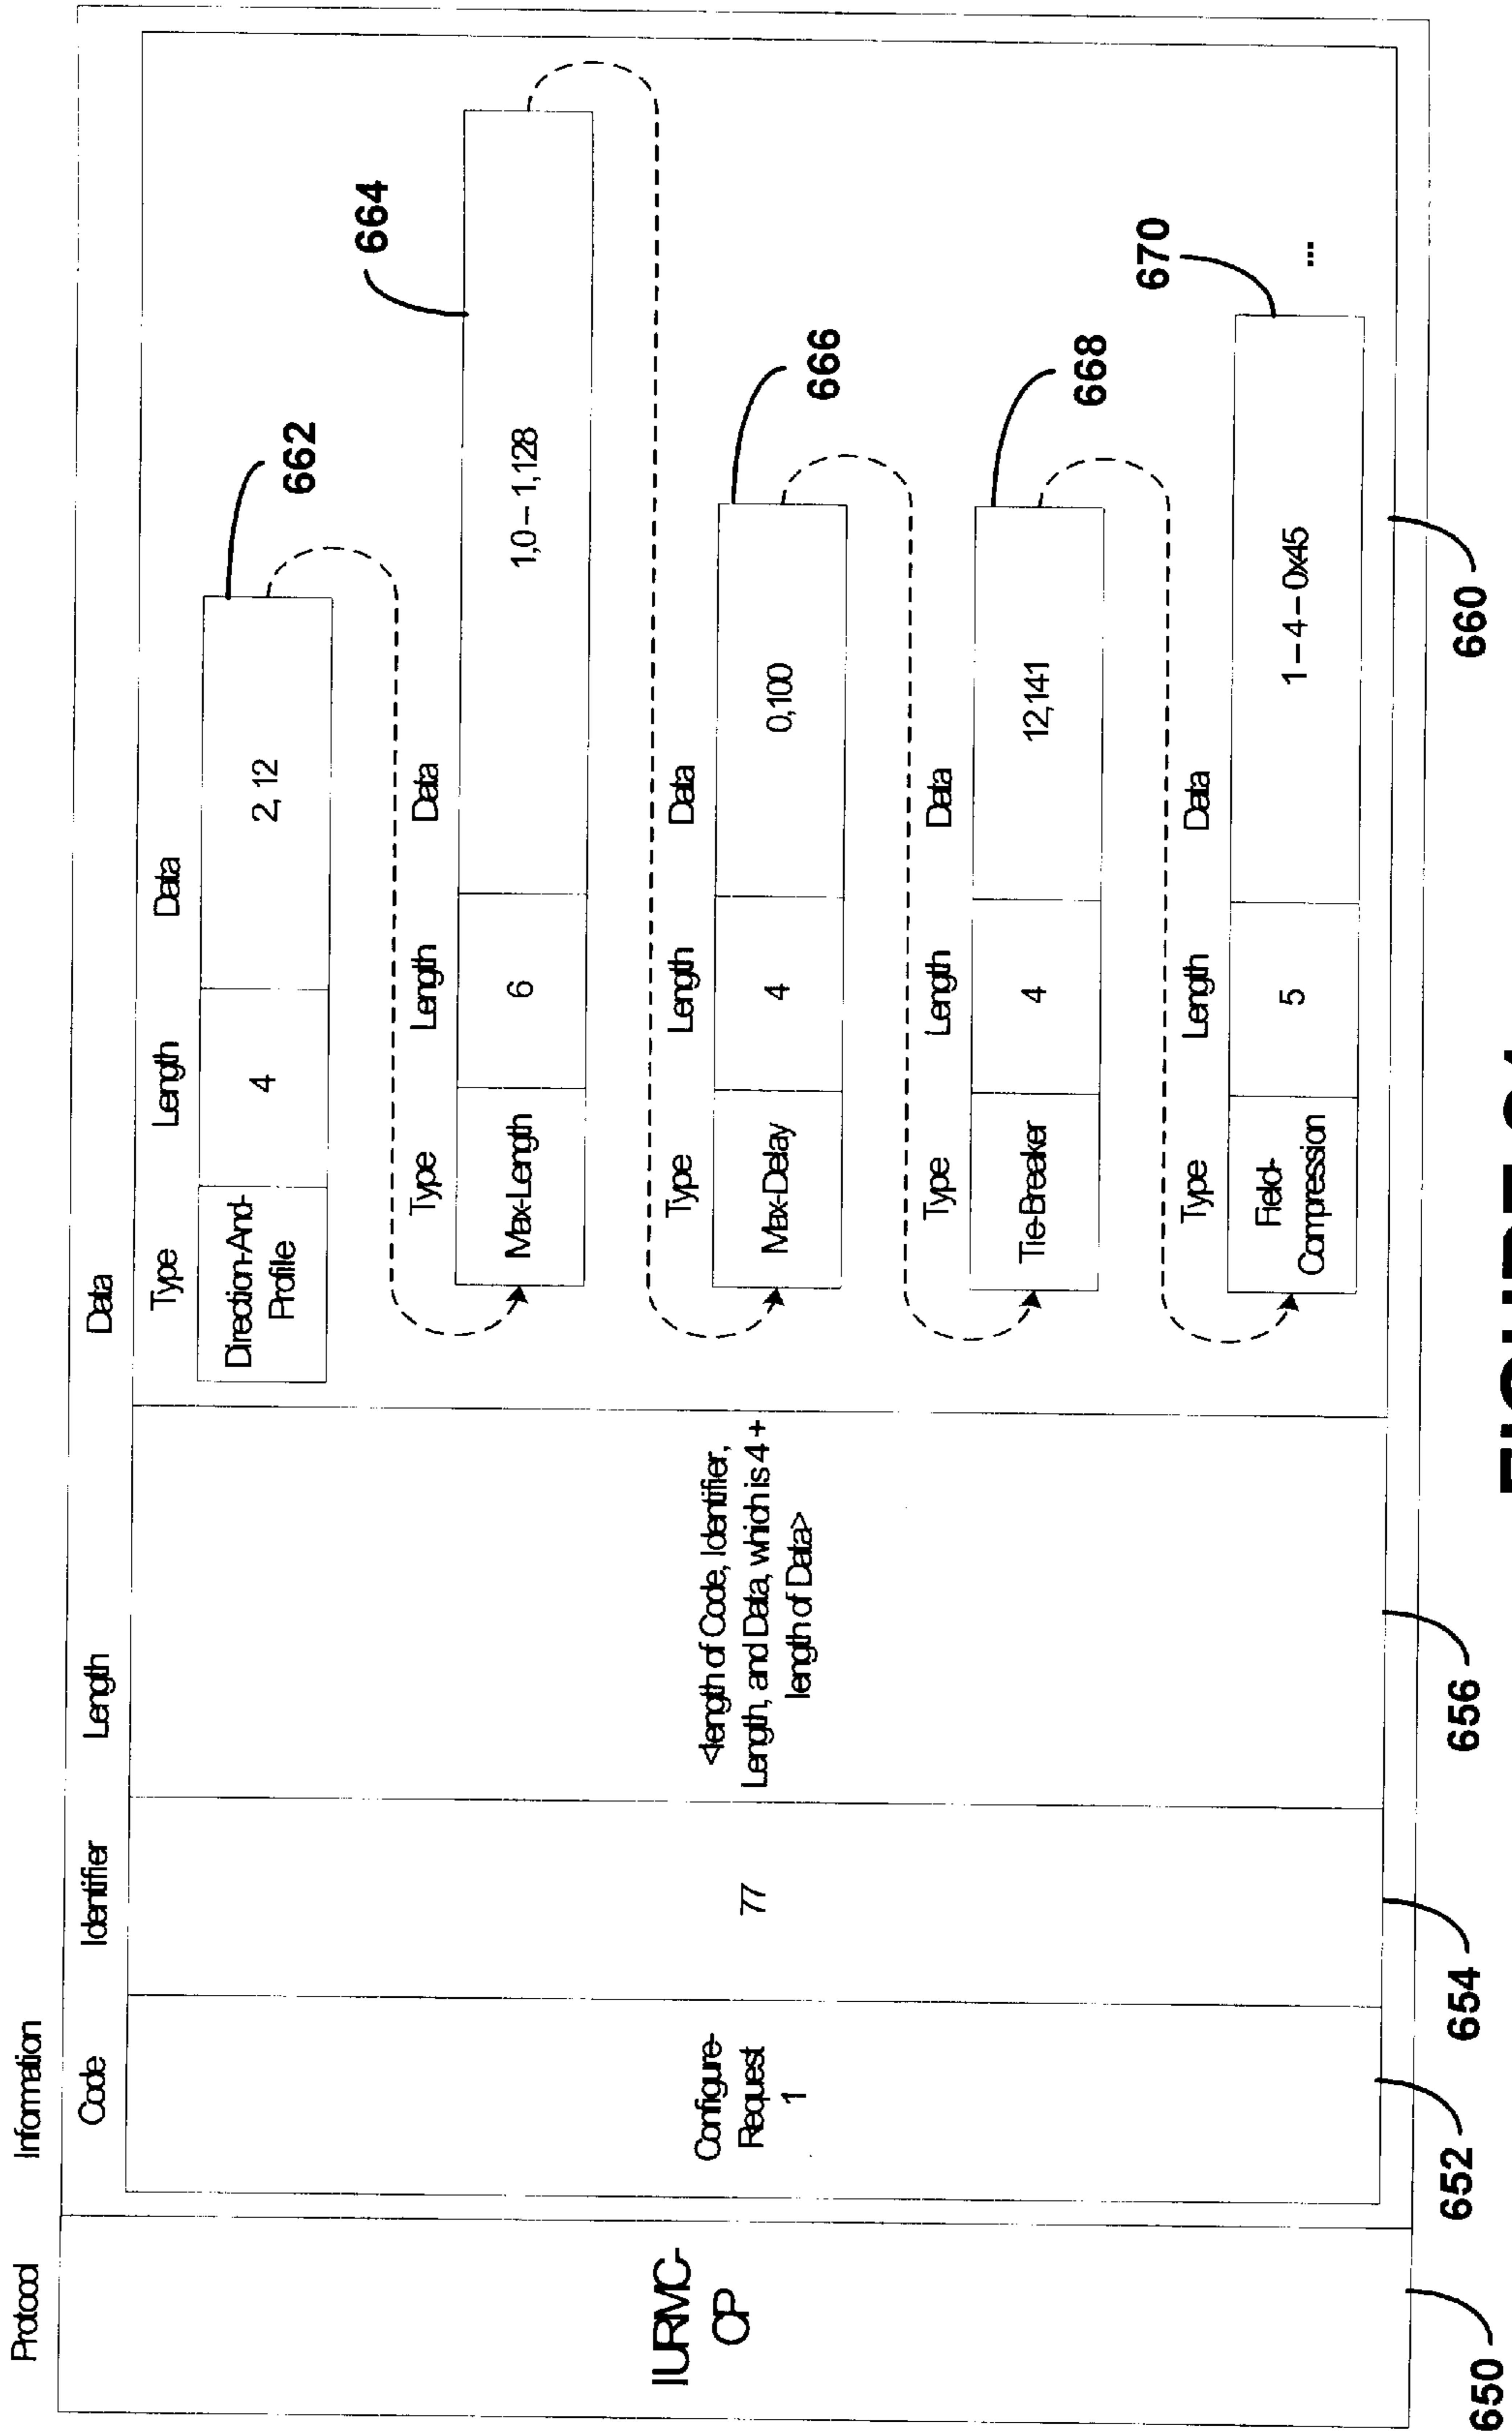 Protocol
Information
Code
Identifier
Length
Data
IURMC-
CP
Configure-
Request
1
77
<length of Code, Identifier,
Length, and Data, which is 4 +
length of Data>
Type
Length
Data
Direction-And-
Profile
4
2, 12
662
Type
Length
Data
Max-Length
6
1,0 – 1,128
664
Type
Length
Data
Max-Delay
4
0,100
666
Type
Length
Data
Tie-Breaker
4
12,141
668
Type
Length
Data
Field-
Compression
5
1 – 4 – 0x45
670
...
650
652
654
656
660